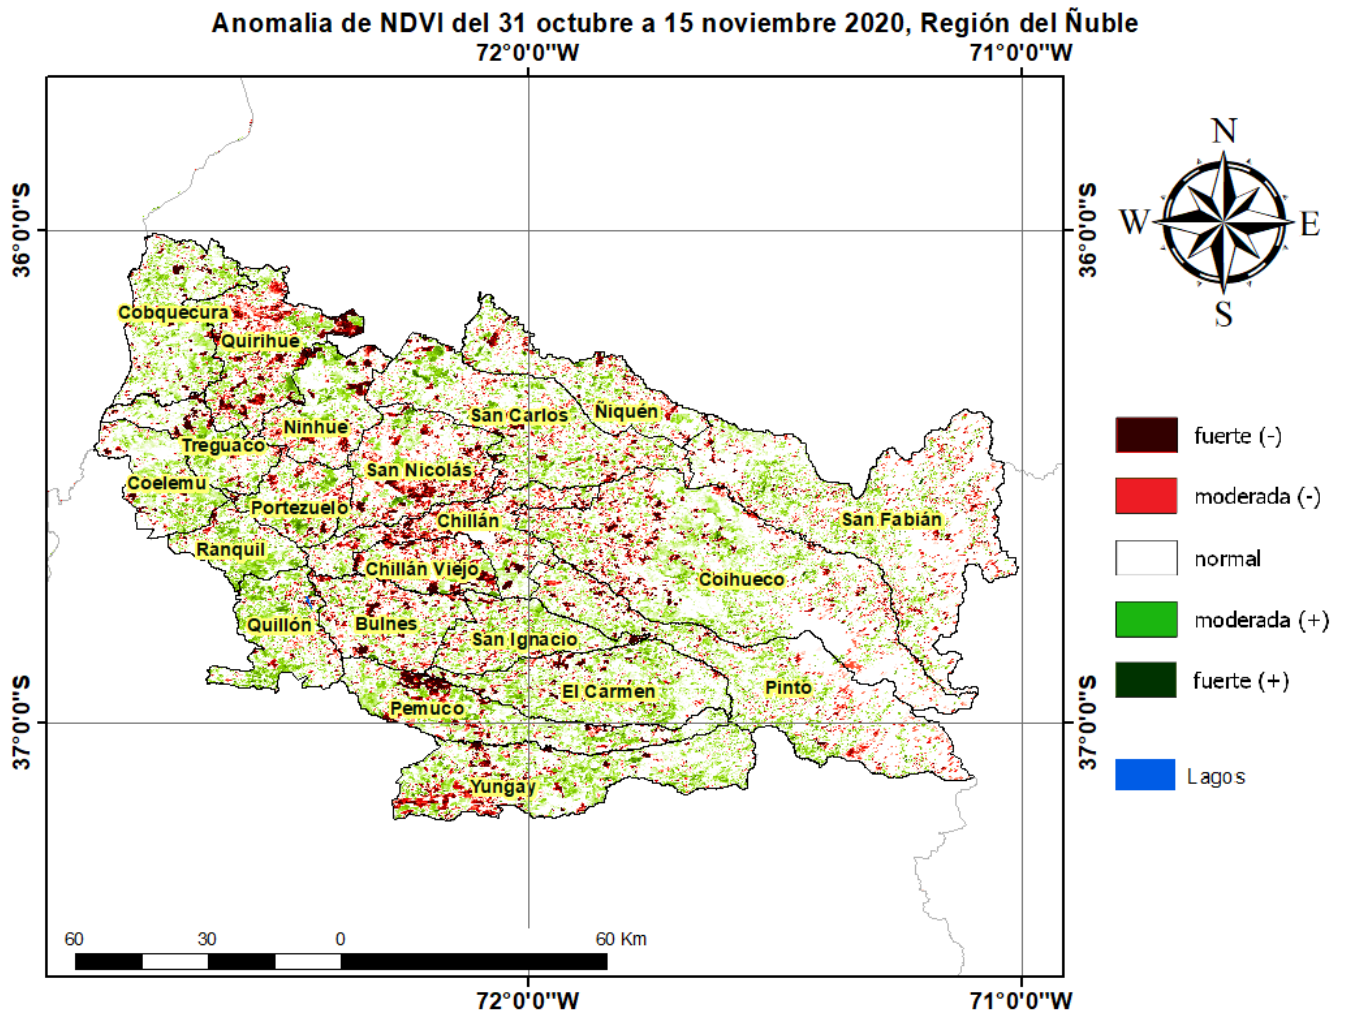 Anomalia de NDVI del 31 octubre a 15 noviembre 2020, Región del Ñuble
72°0'0"W
71°0'0"W
36°0'0"S
36°0'0"S
N
W
E
S
Cobquecura
Quirihue
San Carlos
Ñiquén
Ninhue
Treguaco
San Nicolás
Coelemu
Portezuelo
Chillán
San Fabián
Ranquil
Chillán Viejo
Coihueco
Quillón
Bulnes
San Ignacio
El Carmen
Pinto
Pemuco
Yungay
37°0'0"S
37°0'0"S
fuerte (-)
moderada (-)
normal
moderada (+)
fuerte (+)
Lagos
60 30 0 60 Km
72°0'0"W
71°0'0"W